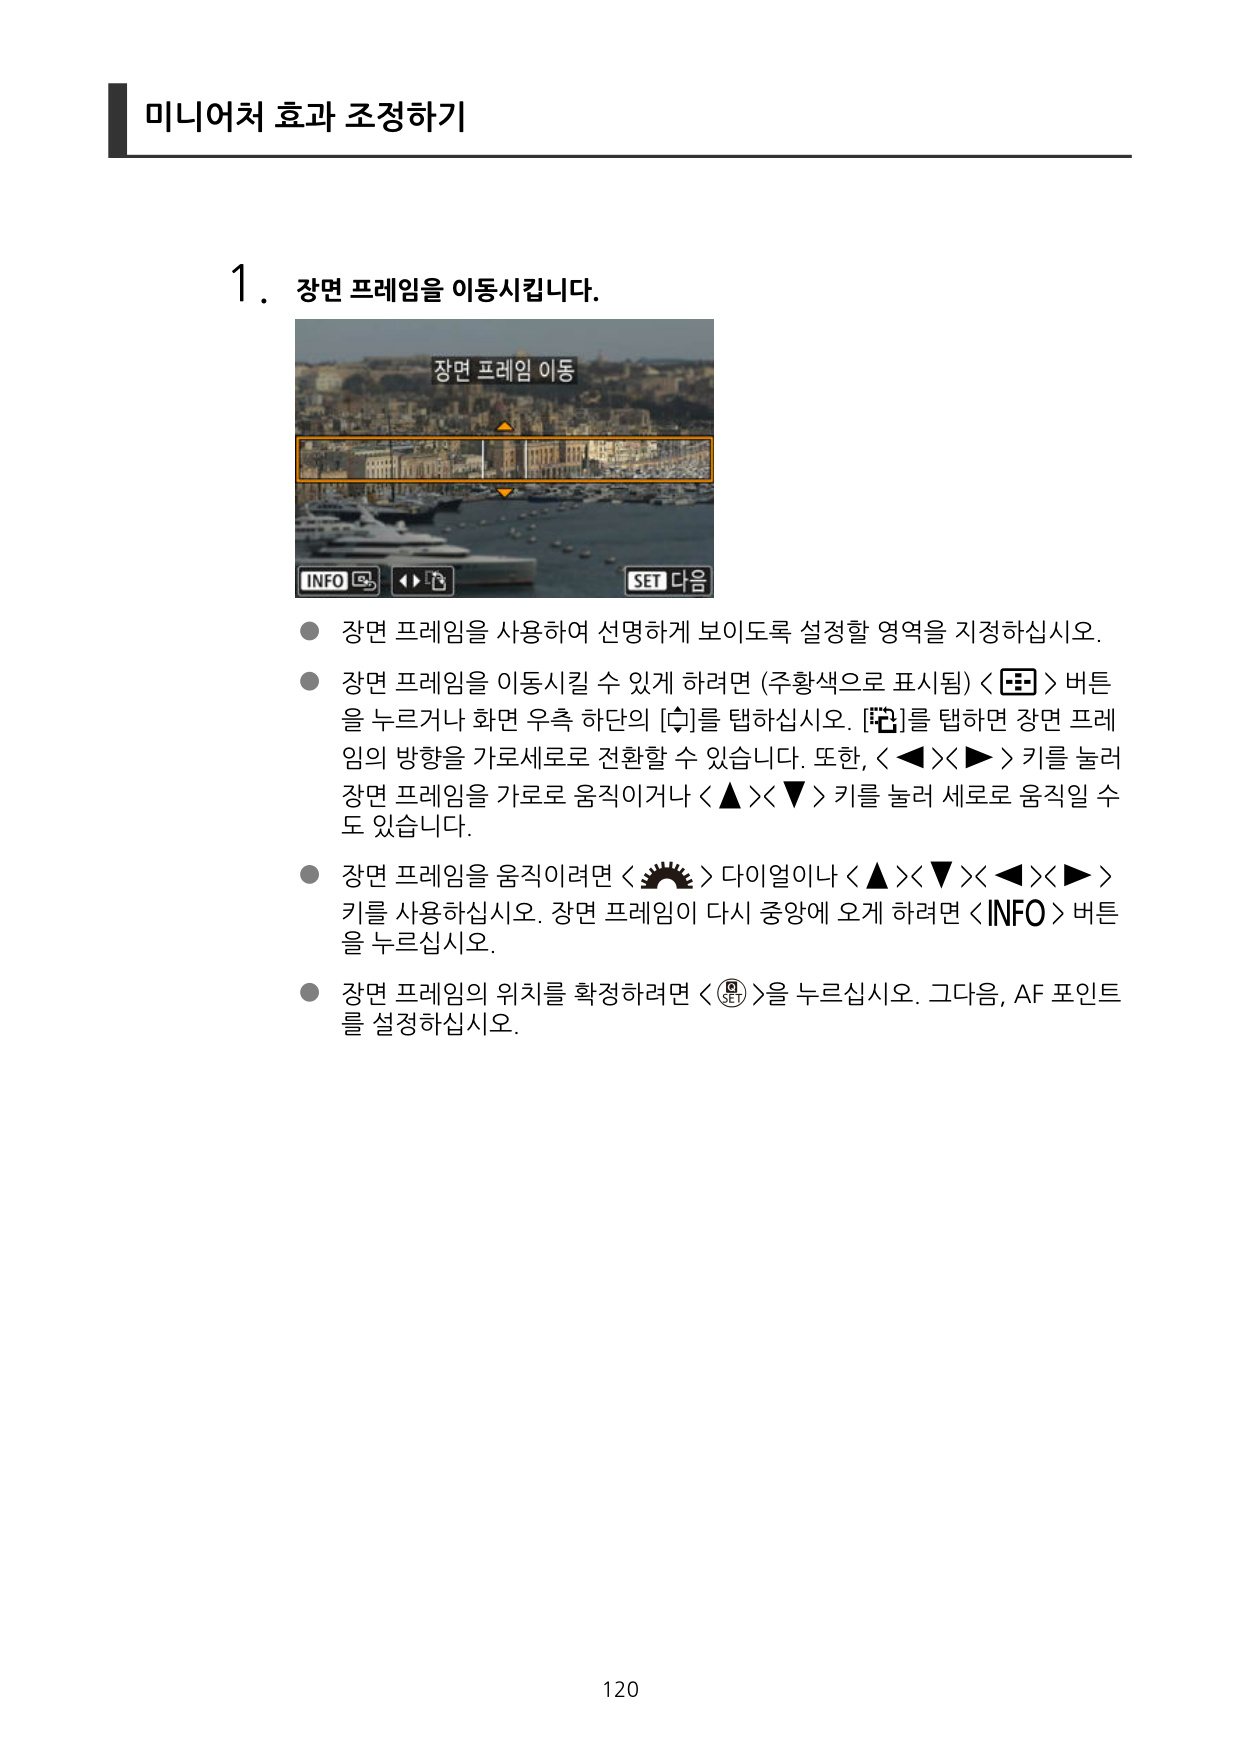 미니어처 효과 조정하기
1. 장면 프레임을 이동시킵니다.
장면 프레임 이동
INFO
SET 다음
● 장면 프레임을 사용하여 선명하게 보이도록 설정할 영역을 지정하십시오.
● 장면 프레임을 이동시킬 수 있게 하려면 (주황색으로 표시됨) < > 버튼
을 누르거나 화면 우측 하단의 [ ]를 탭하십시오. [ ]를 탭하면 장면 프레
임의 방향을 가로세로로 전환할 수 있습니다. 또한, <◀><▶> 키를 눌러
장면 프레임을 가로로 움직이거나 <▲><▼> 키를 눌러 세로로 움직일 수
도 있습니다.
● 장면 프레임을 움직이려면 < > 다이얼이나 <▲><▼><◀><▶>
키를 사용하십시오. 장면 프레임이 다시 중앙에 오게 하려면 <INFO> 버튼
을 누르십시오.
● 장면 프레임의 위치를 확정하려면 <Q SET>을 누르십시오. 그다음, AF 포인트
를 설정하십시오.
120